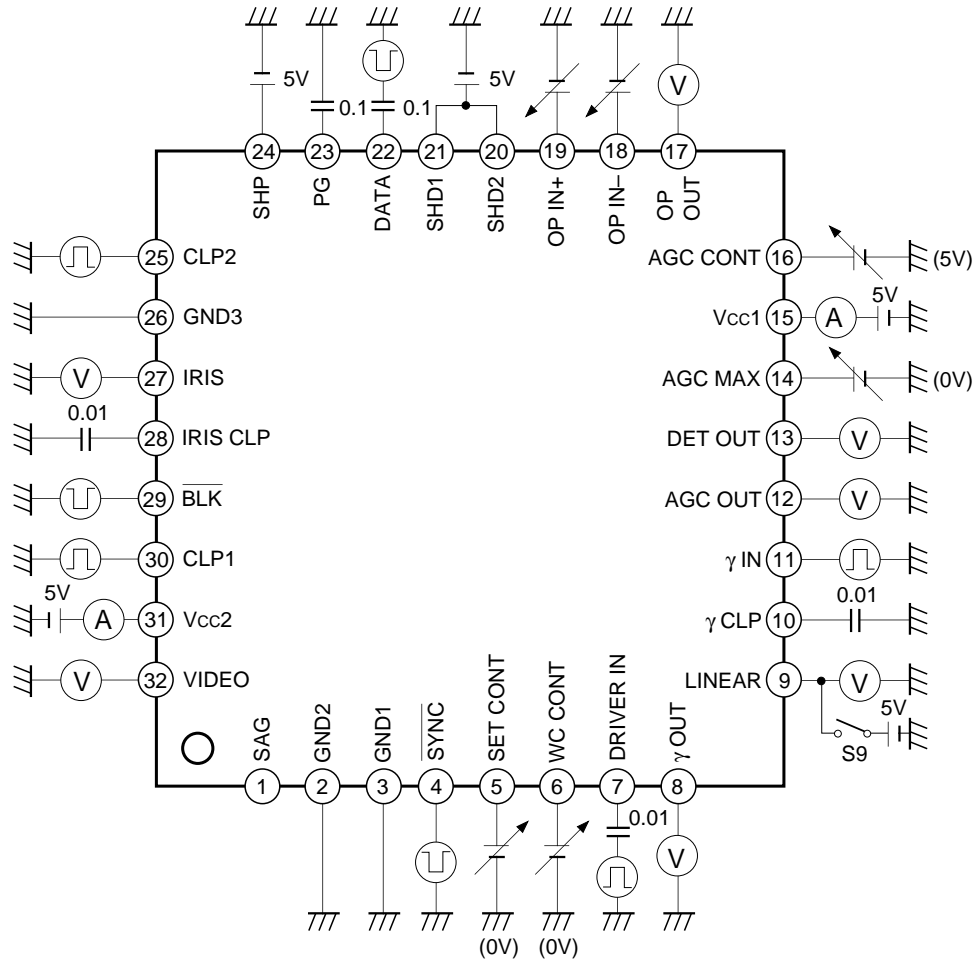 5V
0.1
0.1
5V
V
24 23 22 21 20 19 18 17
SHP
PG
DATA
SHD1
SHD2
OP IN+
OP IN–
OP OUT
25 CLP2
26 GND3
V 27 IRIS
0.01
28 IRIS CLP
29 BLK
30 CLP1
5V
A 31 Vcc2
V 32 VIDEO
AGC CONT 16 (5V)
Vcc1 15 A 5V
AGC MAX 14 (0V)
DET OUT 13 V
AGC OUT 12 V
γ IN 11
0.01
γ CLP 10
LINEAR 9 V
5V
S9
SAG
GND2
GND1
SYNC
SET CONT
WC CONT
DRIVER IN
γ OUT
1 2 3 4 5 6 7 8
0.01
V
(0V) (0V)